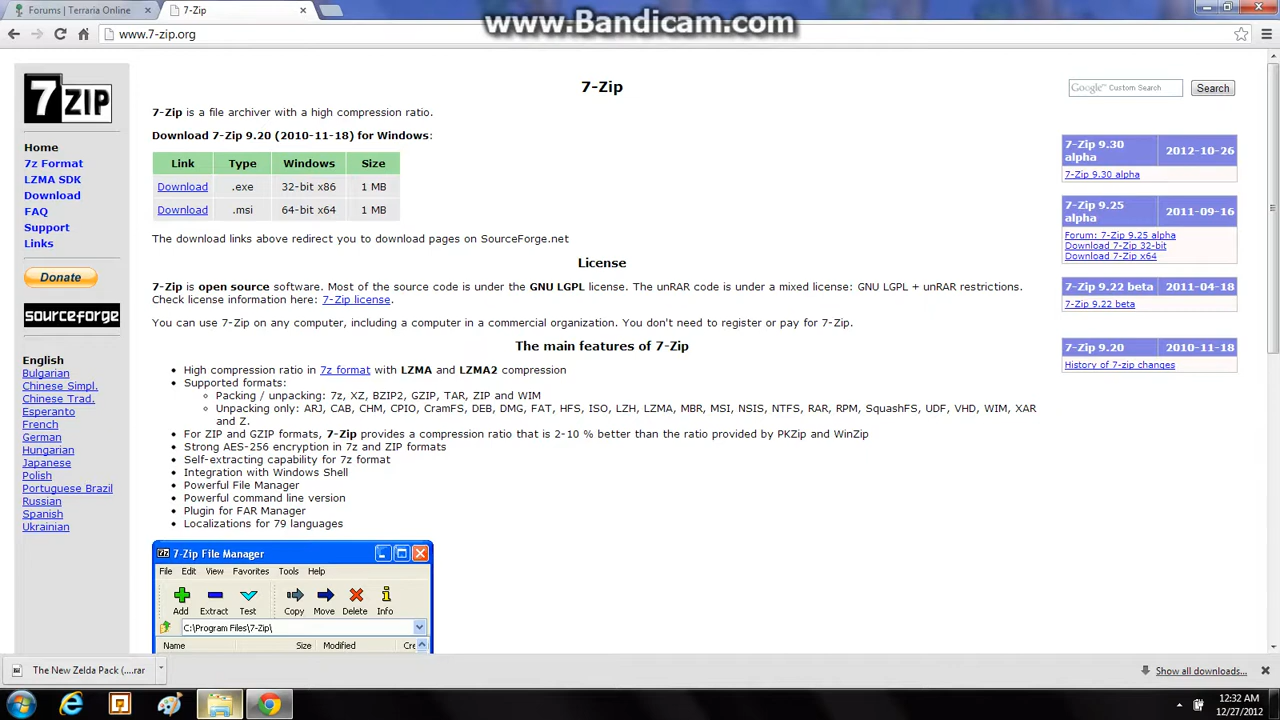 Forums | Terraria Online
7-Zip
www.Bandicam.com
www.7-zip.org
7ZIP
Home
7z Format
LZMA SDK
Download
FAQ
Support
Links
Donate
sourceforge
English
Bulgarian
Chinese Simpl.
Chinese Trad.
Esperanto
French
German
Hungarian
Japanese
Polish
Portuguese Brazil
Russian
Spanish
Ukrainian
7-Zip
7-Zip is a file archiver with a high compression ratio.
Download 7-Zip 9.20 (2010-11-18) for Windows:
Link Type Windows Size
Download .exe 32-bit x86 1 MB
Download .msi 64-bit x64 1 MB
The download links above redirect you to download pages on SourceForge.net
License
7-Zip is open source software. Most of the source code is under the GNU LGPL license. The unRAR code is under a mixed license: GNU LGPL + unRAR restrictions.
Check license information here: 7-Zip license.
You can use 7-Zip on any computer, including a computer in a commercial organization. You don't need to register or pay for 7-Zip.
The main features of 7-Zip
• High compression ratio in 7z format with LZMA and LZMA2 compression
• Supported formats:
Packing / unpacking: 7z, XZ, BZIP2, GZIP, TAR, ZIP and WIM
Unpacking only: ARJ, CAB, CHM, CPIO, CramFS, DEB, DMG, FAT, HFS, ISO, LZH, LZMA, MBR, MSI, NSIS, NTFS, RAR, RPM, SquashFS, UDF, VHD, WIM, XAR
and Z.
• For ZIP and GZIP formats, 7-Zip provides a compression ratio that is 2-10 % better than the ratio provided by PKZip and WinZip
• Strong AES-256 encryption in 7z and ZIP formats
• Self-extracting capability for 7z format
• Integration with Windows Shell
• Powerful File Manager
• Powerful command line version
• Plugin for FAR Manager
• Localizations for 79 languages
7-Zip File Manager
File Edit View Favorites Tools Help
Add Extract Test Copy Move Delete Info
C:\Program Files\7-Zip\
Name Size Modified Cre
Google Custom Search Search
7-Zip 9.30
alpha 2012-10-26
7-Zip 9.30 alpha
7-Zip 9.25
alpha 2011-09-16
Forum: 7-Zip 9.25 alpha
Download 7-Zip 32-bit
Download 7-Zip x64
7-Zip 9.22 beta 2011-04-18
7-Zip 9.22 beta
7-Zip 9.20 2010-11-18
History of 7-zip changes
The New Zelda Pack (....rar
Show all downloads...
12:32 AM
12/27/2012